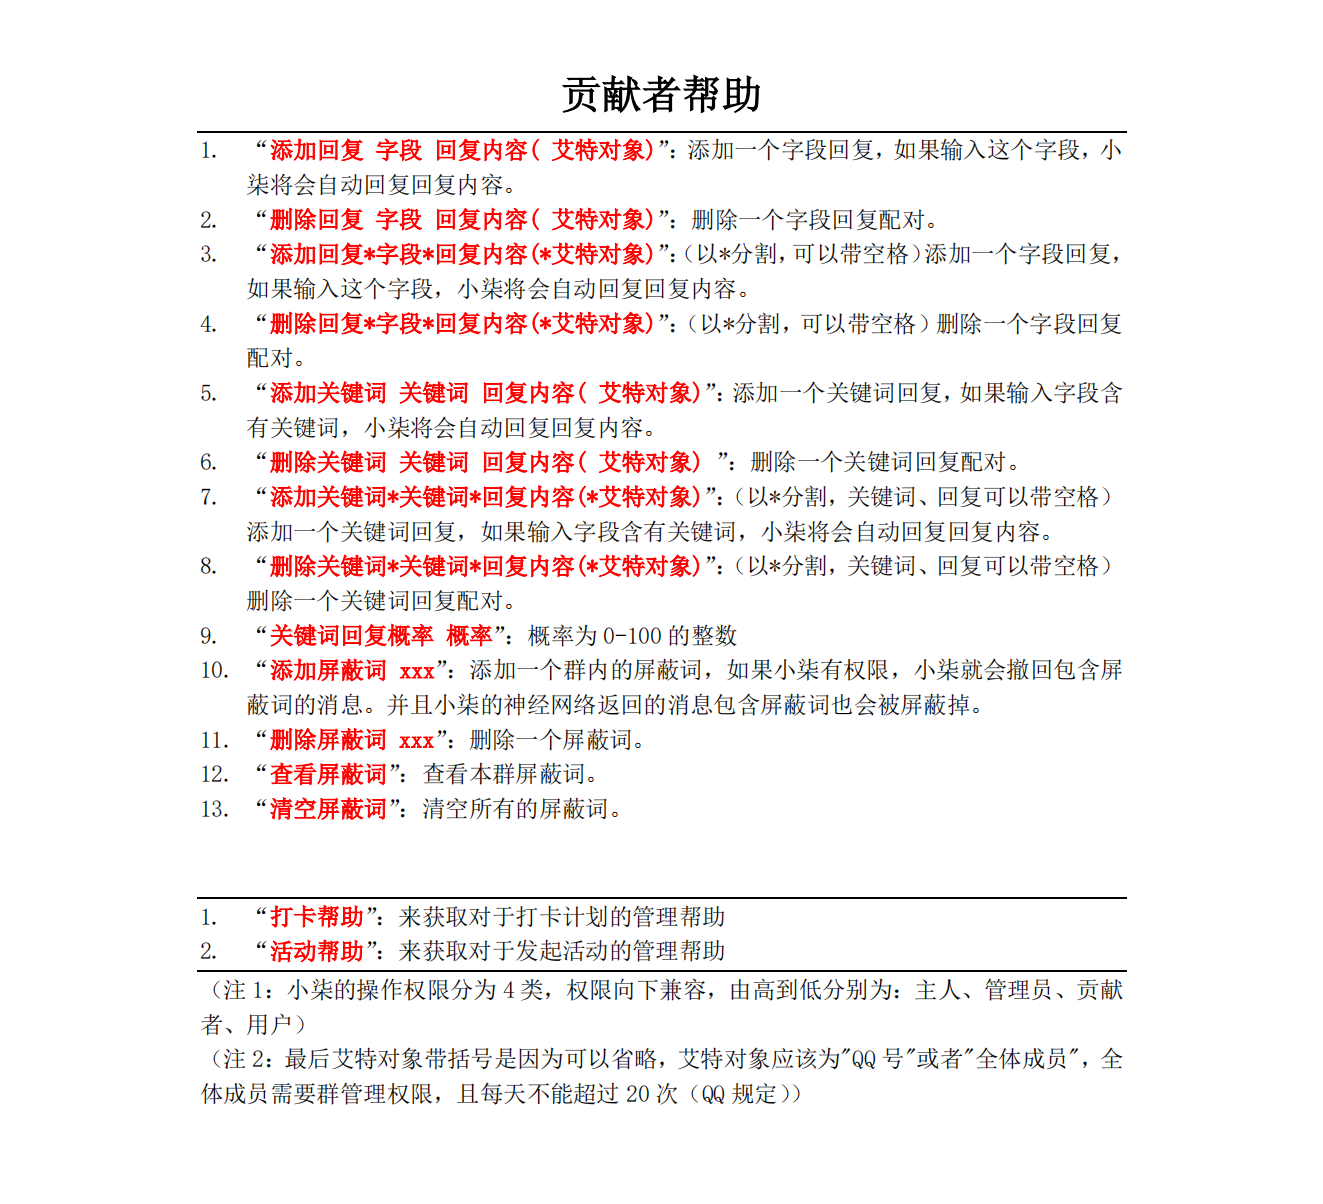 贡献者帮助
1. “添加回复 字段 回复内容( 艾特对象)”：添加一个字段回复，如果输入这个字段，小
柒将会自动回复回复内容。
2. “删除回复 字段 回复内容( 艾特对象)”：删除一个字段回复配对。
3. “添加回复*字段*回复内容(*艾特对象)”：（以*分割，可以带空格）添加一个字段回复，
如果输入这个字段，小柒将会自动回复回复内容。
4. “删除回复*字段*回复内容(*艾特对象)”：（以*分割，可以带空格）删除一个字段回复
配对。
5. “添加关键词 关键词 回复内容( 艾特对象)”：添加一个关键词回复，如果输入字段含
有关键词，小柒将会自动回复回复内容。
6. “删除关键词 关键词 回复内容( 艾特对象) ”：删除一个关键词回复配对。
7. “添加关键词*关键词*回复内容(*艾特对象)”：（以*分割，关键词、回复可以带空格）
添加一个关键词回复，如果输入字段含有关键词，小柒将会自动回复回复内容。
8. “删除关键词*关键词*回复内容(*艾特对象)”：（以*分割，关键词、回复可以带空格）
删除一个关键词回复配对。
9. “关键词回复概率 概率”：概率为 0-100 的整数
10. “添加屏蔽词 xxx”：添加一个群内的屏蔽词，如果小柒有权限，小柒就会撤回包含屏
蔽词的消息。并且小柒的神经网络返回的消息包含屏蔽词也会被屏蔽掉。
11. “删除屏蔽词 xxx”：删除一个屏蔽词。
12. “查看屏蔽词”：查看本群屏蔽词。
13. “清空屏蔽词”：清空所有的屏蔽词。
1. “打卡帮助”：来获取对于打卡计划的管理帮助
2. “活动帮助”：来获取对于发起活动的管理帮助
（注 1：小柒的操作权限分为 4 类，权限向下兼容，由高到低分别为：主人、管理员、贡献
者、用户）
（注 2：最后艾特对象带括号是因为可以省略，艾特对象应该为"QQ 号"或者"全体成员"，全
体成员需要群管理权限，且每天不能超过 20 次（QQ 规定））